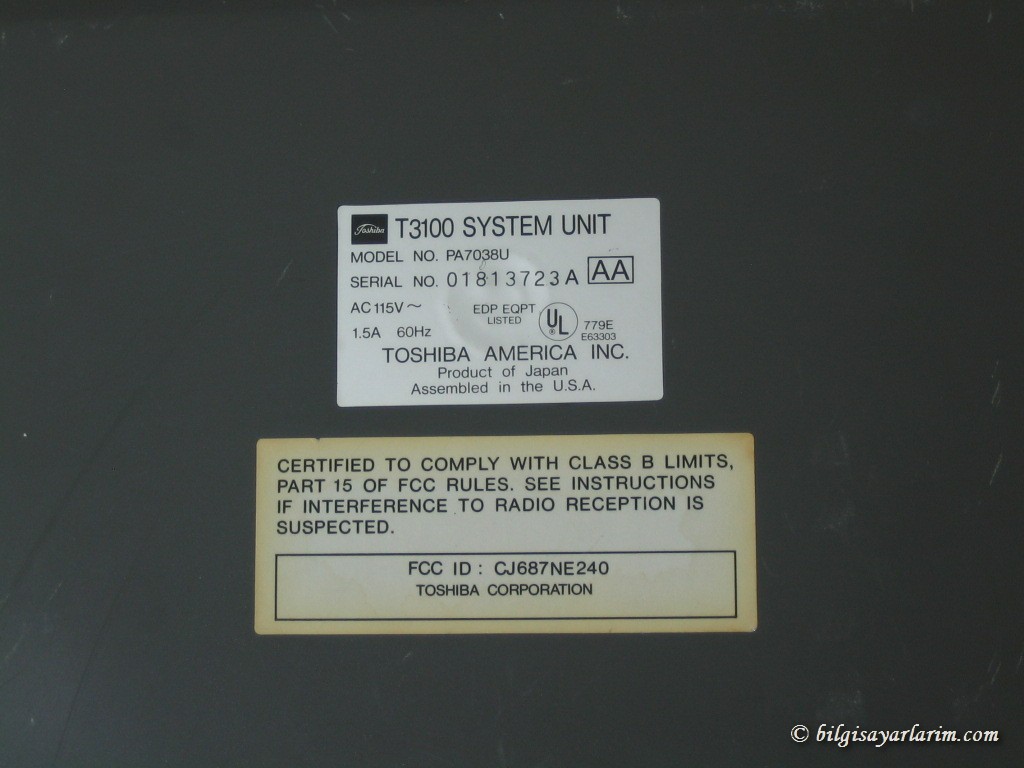 Toshiba T3100 SYSTEM UNIT
MODEL NO. PA7038U
SERIAL NO. 01813723A AA
AC 115V~ EDP EQPT LISTED UL ® 779E
1.5A 60Hz E63303
TOSHIBA AMERICA INC.
Product of Japan
Assembled in the U.S.A.
CERTIFIED TO COMPLY WITH CLASS B LIMITS,
PART 15 OF FCC RULES. SEE INSTRUCTIONS
IF INTERFERENCE TO RADIO RECEPTION IS
SUSPECTED.
FCC ID : CJ687NE240
TOSHIBA CORPORATION
© bilgisayarlarim.com